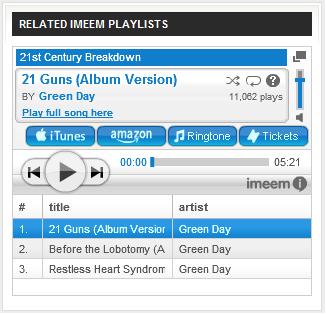 RELATED IMEEM PLAYLISTS
21st Century Breakdown
21 Guns (Album Version)
BY Green Day
11,062 plays
Play full song here
iTunes
amazon
Ringtone
Tickets
00:00
05:21
imeem
# title artist
1. 21 Guns (Album Version Green Day
2. Before the Lobotomy (A Green Day
3. Restless Heart Syndrom Green Day